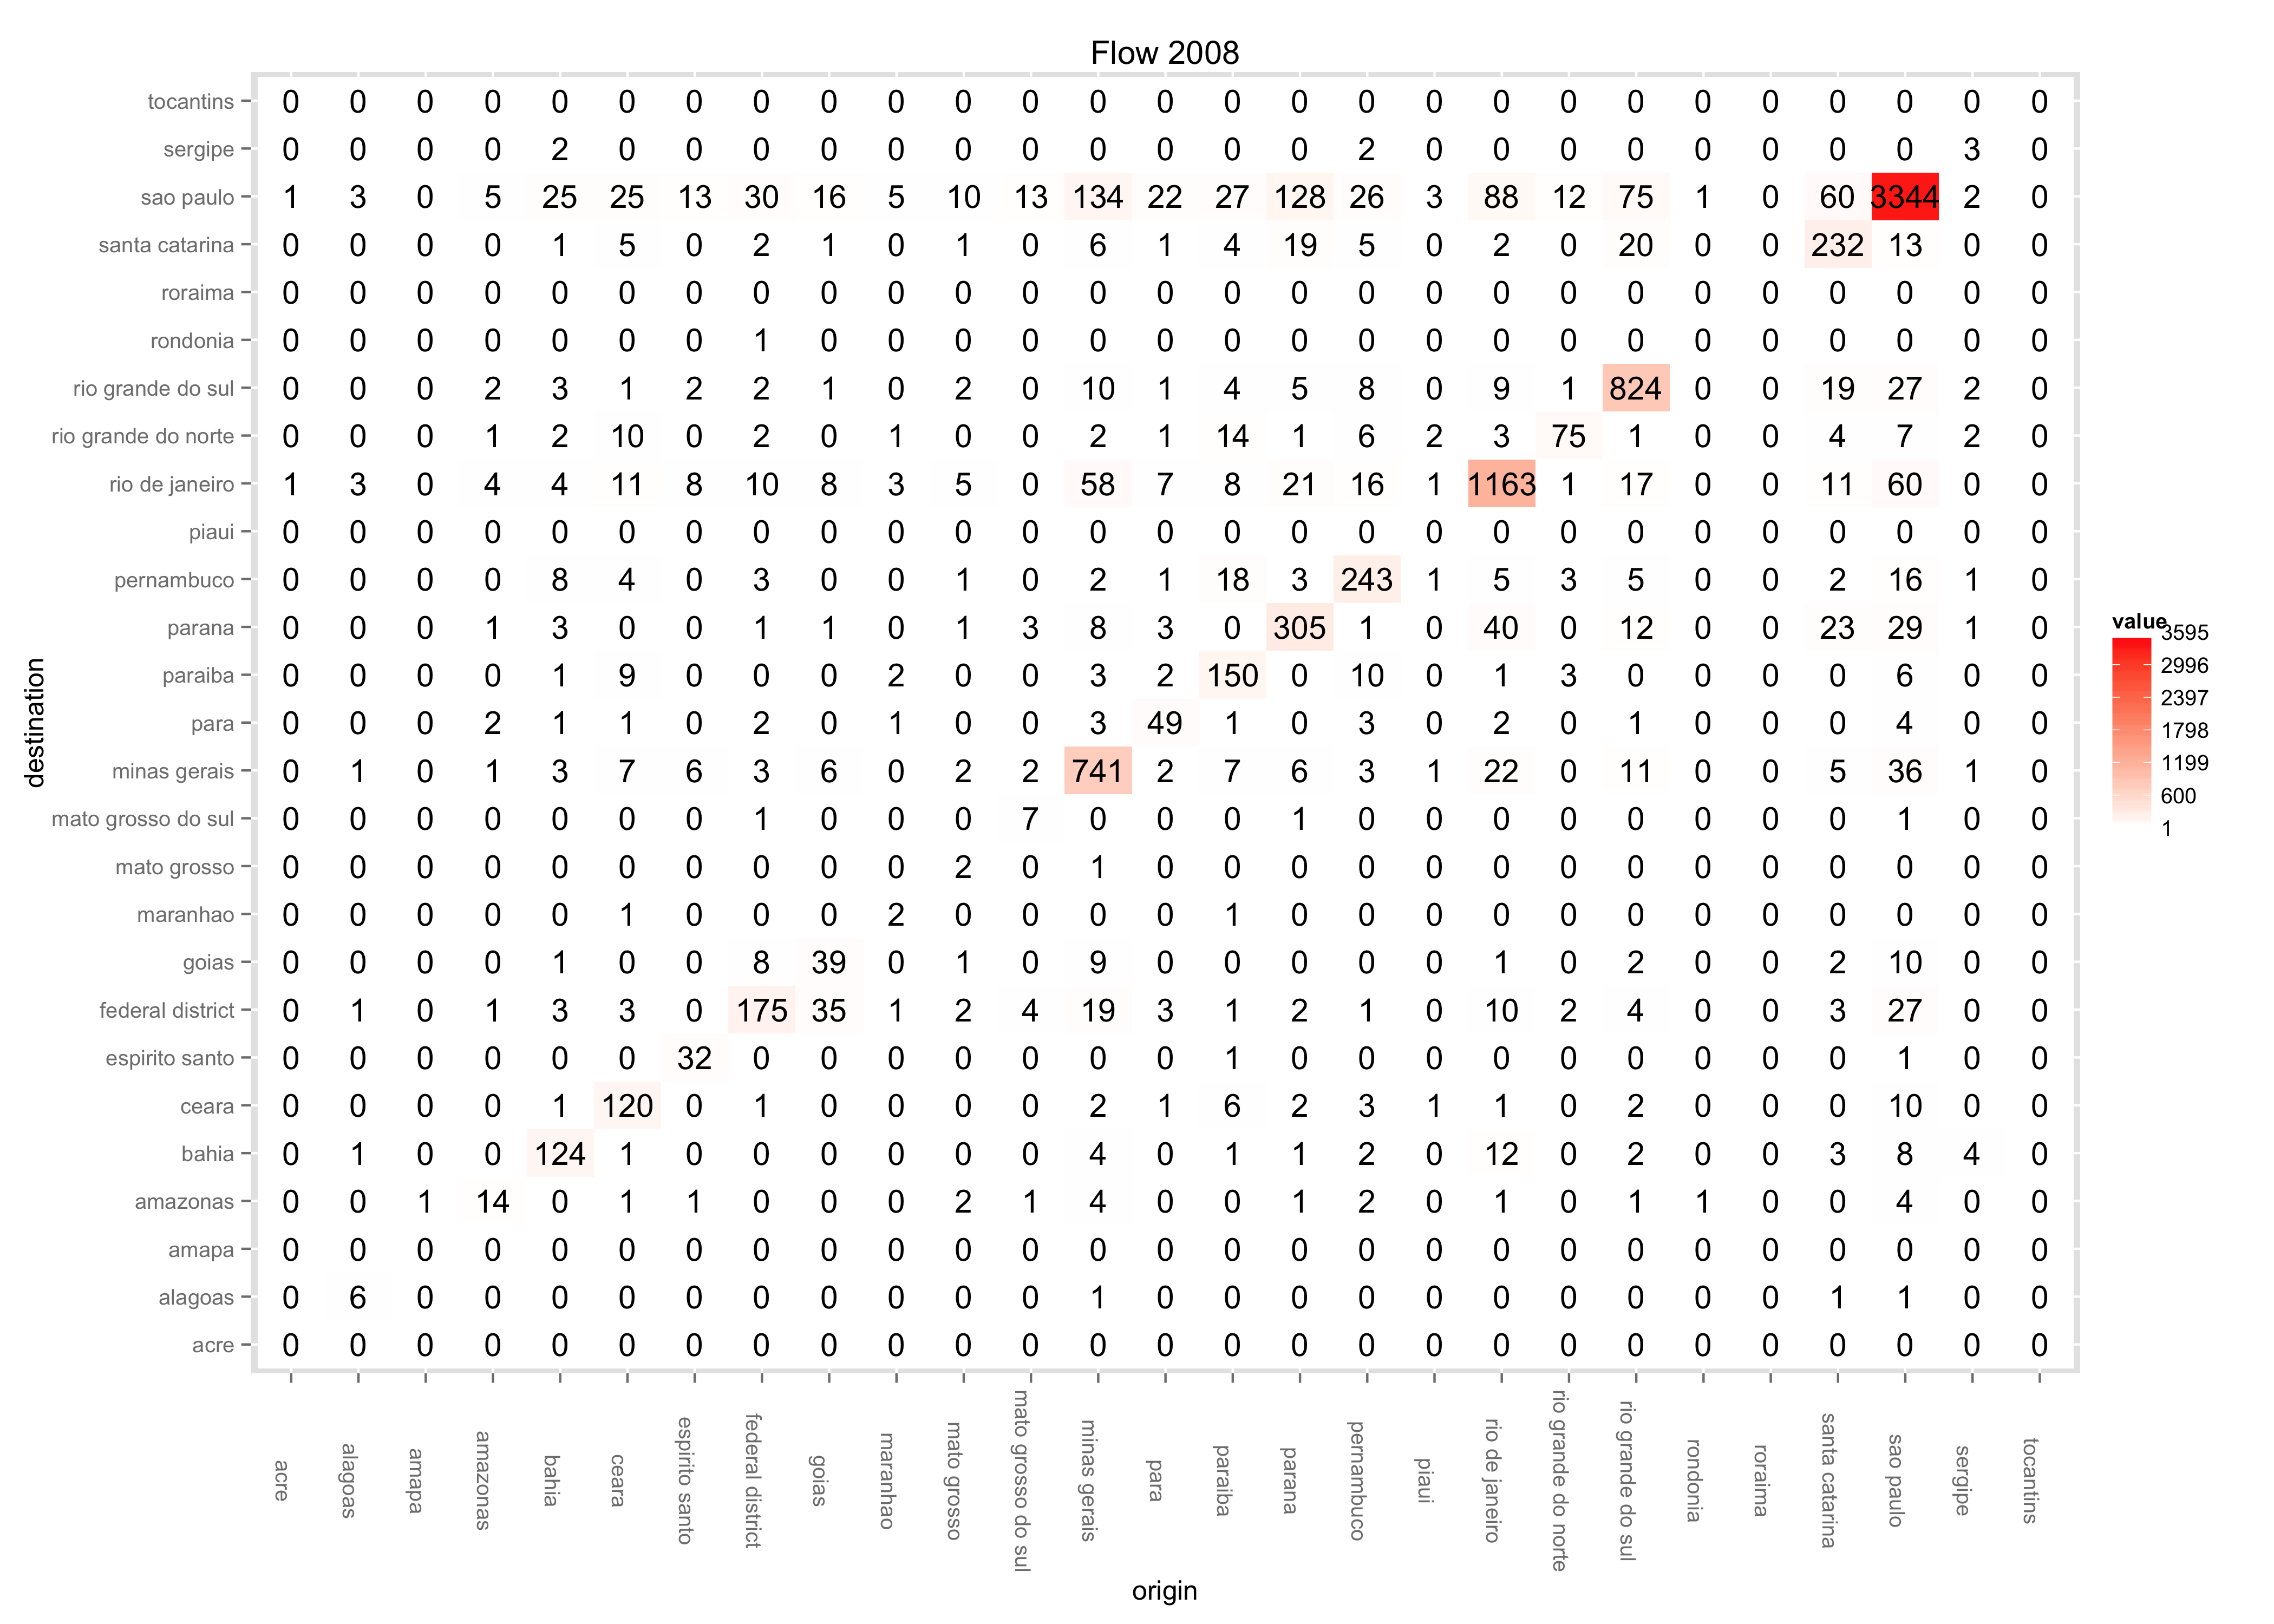 Flow 2008
tocantins 0 0 0 0 0 0 0 0 0 0 0 0 0 0 0 0 0 0 0 0 0 0 0 0 0 0 0
sergipe 0 0 0 0 2 0 0 0 0 0 0 0 0 0 0 0 2 0 0 0 0 0 0 0 0 3 0
sao paulo 1 3 0 5 25 25 13 30 16 5 10 13 134 22 27 128 26 3 88 12 75 1 0 60 3344 2 0
santa catarina 0 0 0 0 1 5 0 2 1 0 1 0 6 1 4 19 5 0 2 0 20 0 0 232 13 0 0
roraima 0 0 0 0 0 0 0 0 0 0 0 0 0 0 0 0 0 0 0 0 0 0 0 0 0 0 0
rondonia 0 0 0 0 0 0 0 1 0 0 0 0 0 0 0 0 0 0 0 0 0 0 0 0 0 0 0
rio grande do sul 0 0 0 2 3 1 2 2 1 0 2 0 10 1 4 5 8 0 9 1 824 0 0 19 27 2 0
rio grande do norte 0 0 0 1 2 10 0 2 0 1 0 0 2 1 14 1 6 2 3 75 1 0 0 4 7 2 0
rio de janeiro 1 3 0 4 4 11 8 10 8 3 5 0 58 7 8 21 16 1 1163 1 17 0 0 11 60 0 0
piaui 0 0 0 0 0 0 0 0 0 0 0 0 0 0 0 0 0 0 0 0 0 0 0 0 0 0 0
pernambuco 0 0 0 0 8 4 0 3 0 0 1 0 2 1 18 3 243 1 5 3 5 0 0 2 16 1 0
parana 0 0 0 1 3 0 0 1 1 0 1 3 8 3 0 305 1 0 40 0 12 0 0 23 29 1 0
paraiba 0 0 0 0 1 9 0 0 0 2 0 0 3 2 150 0 10 0 1 3 0 0 0 0 6 0 0
para 0 0 0 2 1 1 0 2 0 1 0 0 3 49 1 0 3 0 2 0 1 0 0 0 4 0 0
minas gerais 0 1 0 1 3 7 6 3 6 0 2 2 741 2 7 6 3 1 22 0 11 0 0 5 36 1 0
mato grosso do sul 0 0 0 0 0 0 0 1 0 0 0 7 0 0 0 1 0 0 0 0 0 0 0 0 1 0 0
mato grosso 0 0 0 0 0 0 0 0 0 0 2 0 1 0 0 0 0 0 0 0 0 0 0 0 0 0 0
maranhao 0 0 0 0 0 1 0 0 0 2 0 0 0 0 1 0 0 0 0 0 0 0 0 0 0 0 0
goias 0 0 0 0 1 0 0 8 39 0 1 0 9 0 0 0 0 0 1 0 2 0 0 2 10 0 0
federal district 0 1 0 1 3 3 0 175 35 1 2 4 19 3 1 2 1 0 10 2 4 0 0 3 27 0 0
espirito santo 0 0 0 0 0 0 32 0 0 0 0 0 0 0 1 0 0 0 0 0 0 0 0 0 1 0 0
ceara 0 0 0 0 1 120 0 1 0 0 0 0 2 1 6 2 3 1 1 0 2 0 0 0 10 0 0
bahia 0 1 0 0 124 1 0 0 0 0 0 0 4 0 1 1 2 0 12 0 2 0 0 3 8 4 0
amazonas 0 0 1 14 0 1 1 0 0 0 2 1 4 0 0 1 2 0 1 0 1 1 0 0 4 0 0
amapa 0 0 0 0 0 0 0 0 0 0 0 0 0 0 0 0 0 0 0 0 0 0 0 0 0 0 0
alagoas 0 6 0 0 0 0 0 0 0 0 0 0 1 0 0 0 0 0 0 0 0 0 0 1 1 0 0
acre 0 0 0 0 0 0 0 0 0 0 0 0 0 0 0 0 0 0 0 0 0 0 0 0 0 0 0
acre
alagoas
amapa
amazonas
bahia
ceara
espirito santo
federal district
goias
maranhao
mato grosso
mato grosso do sul
minas gerais
para
paraiba
parana
pernambuco
piaui
rio de janeiro
rio grande do norte
rio grande do sul
rondonia
roraima
santa catarina
sao paulo
sergipe
tocantins
origin
destination
value
3595
2996
2397
1798
1199
600
1